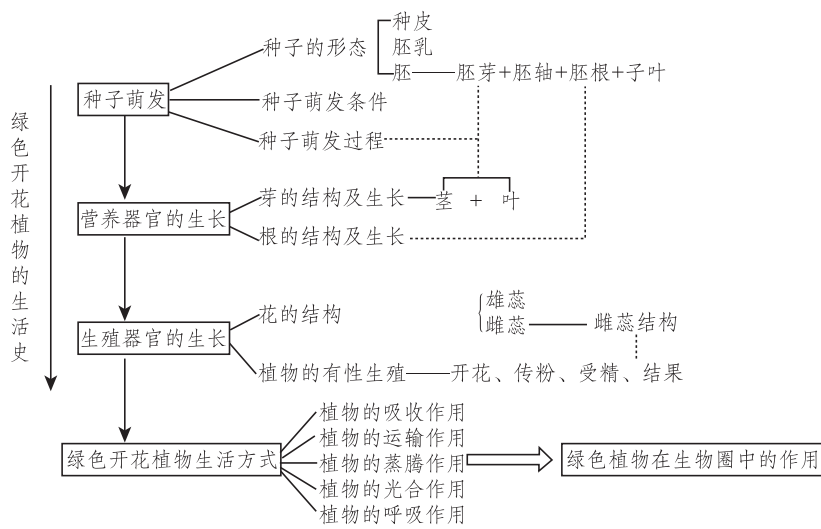 绿色开花植物的生活史
种皮
种子的形态
胚乳
胚——胚芽+胚轴+胚根+子叶
种子萌发
种子萌发条件
种子萌发过程
芽的结构及生长
茎 + 叶
营养器官的生长
根的结构及生长
花的结构
雄蕊
雌蕊
雌蕊结构
生殖器官的生长
植物的有性生殖——开花、传粉、受精、结果
植物的吸收作用
植物的运输作用
绿色开花植物生活方式
植物的蒸腾作用
绿色植物在生物圈中的作用
植物的光合作用
植物的呼吸作用